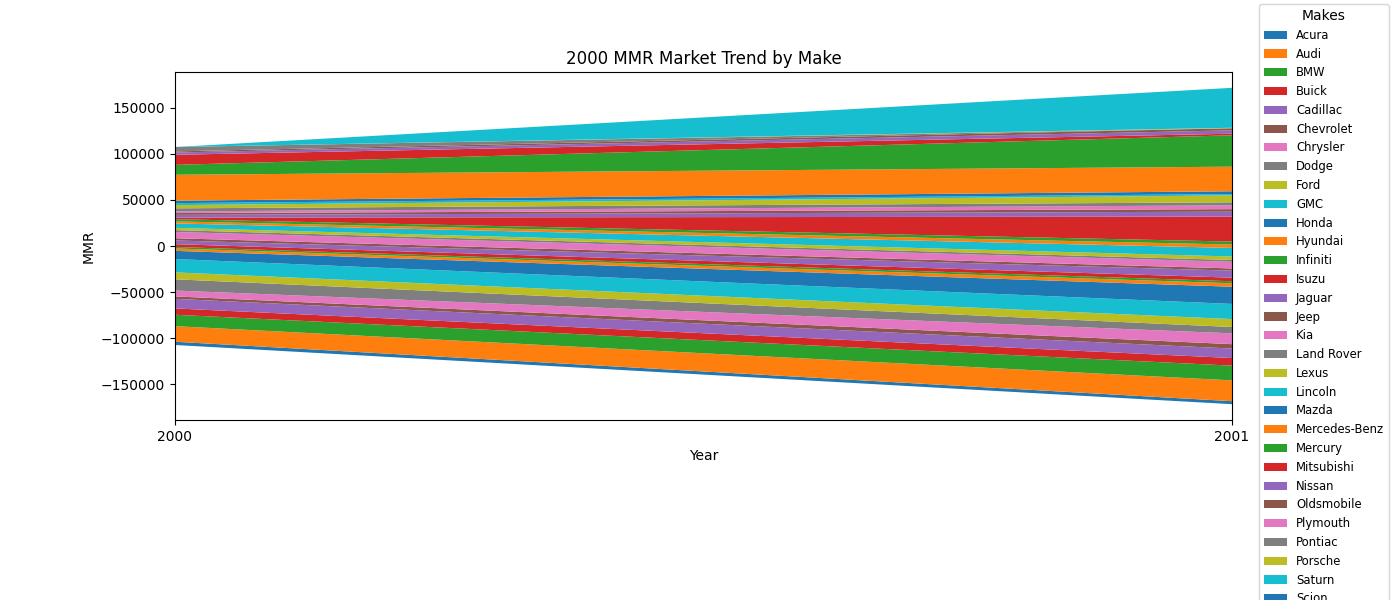 2000 MMR Market Trend by Make
150000
100000
50000
0
−50000
−100000
−150000
MMR
2000
2001
Year
Makes
Acura
Audi
BMW
Buick
Cadillac
Chevrolet
Chrysler
Dodge
Ford
GMC
Honda
Hyundai
Infiniti
Isuzu
Jaguar
Jeep
Kia
Land Rover
Lexus
Lincoln
Mazda
Mercedes-Benz
Mercury
Mitsubishi
Nissan
Oldsmobile
Plymouth
Pontiac
Porsche
Saturn
Scion